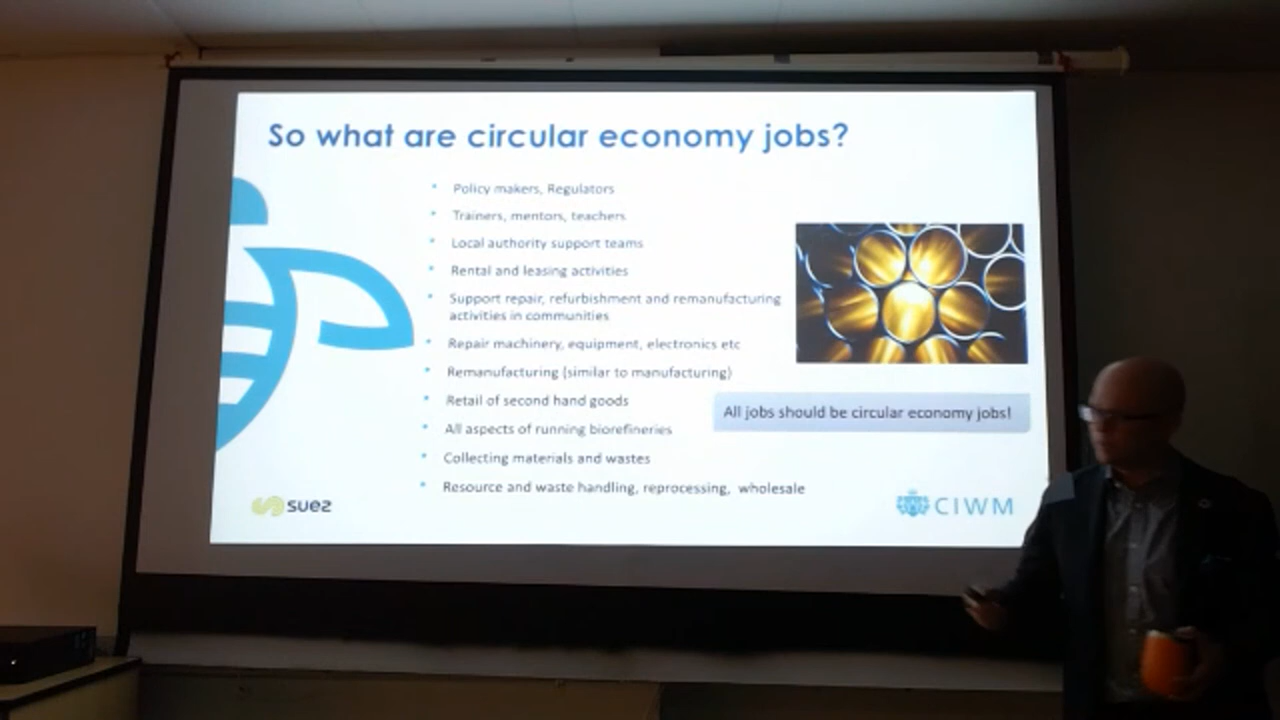 So what are circular economy jobs?
Policy makers, Regulators
Trainers, mentors, teachers
Local authority support teams
Rental and leasing activities
Support repair, refurbishment and remanufacturing
activities in communities
Repair machinery, equipment, electronics etc
Remanufacturing (similar to manufacturing)
Retail of second hand goods
All aspects of running biorefineries
Collecting materials and wastes
Resource and waste handling, reprocessing, wholesale
All jobs should be circular economy jobs!
suez
CIWM